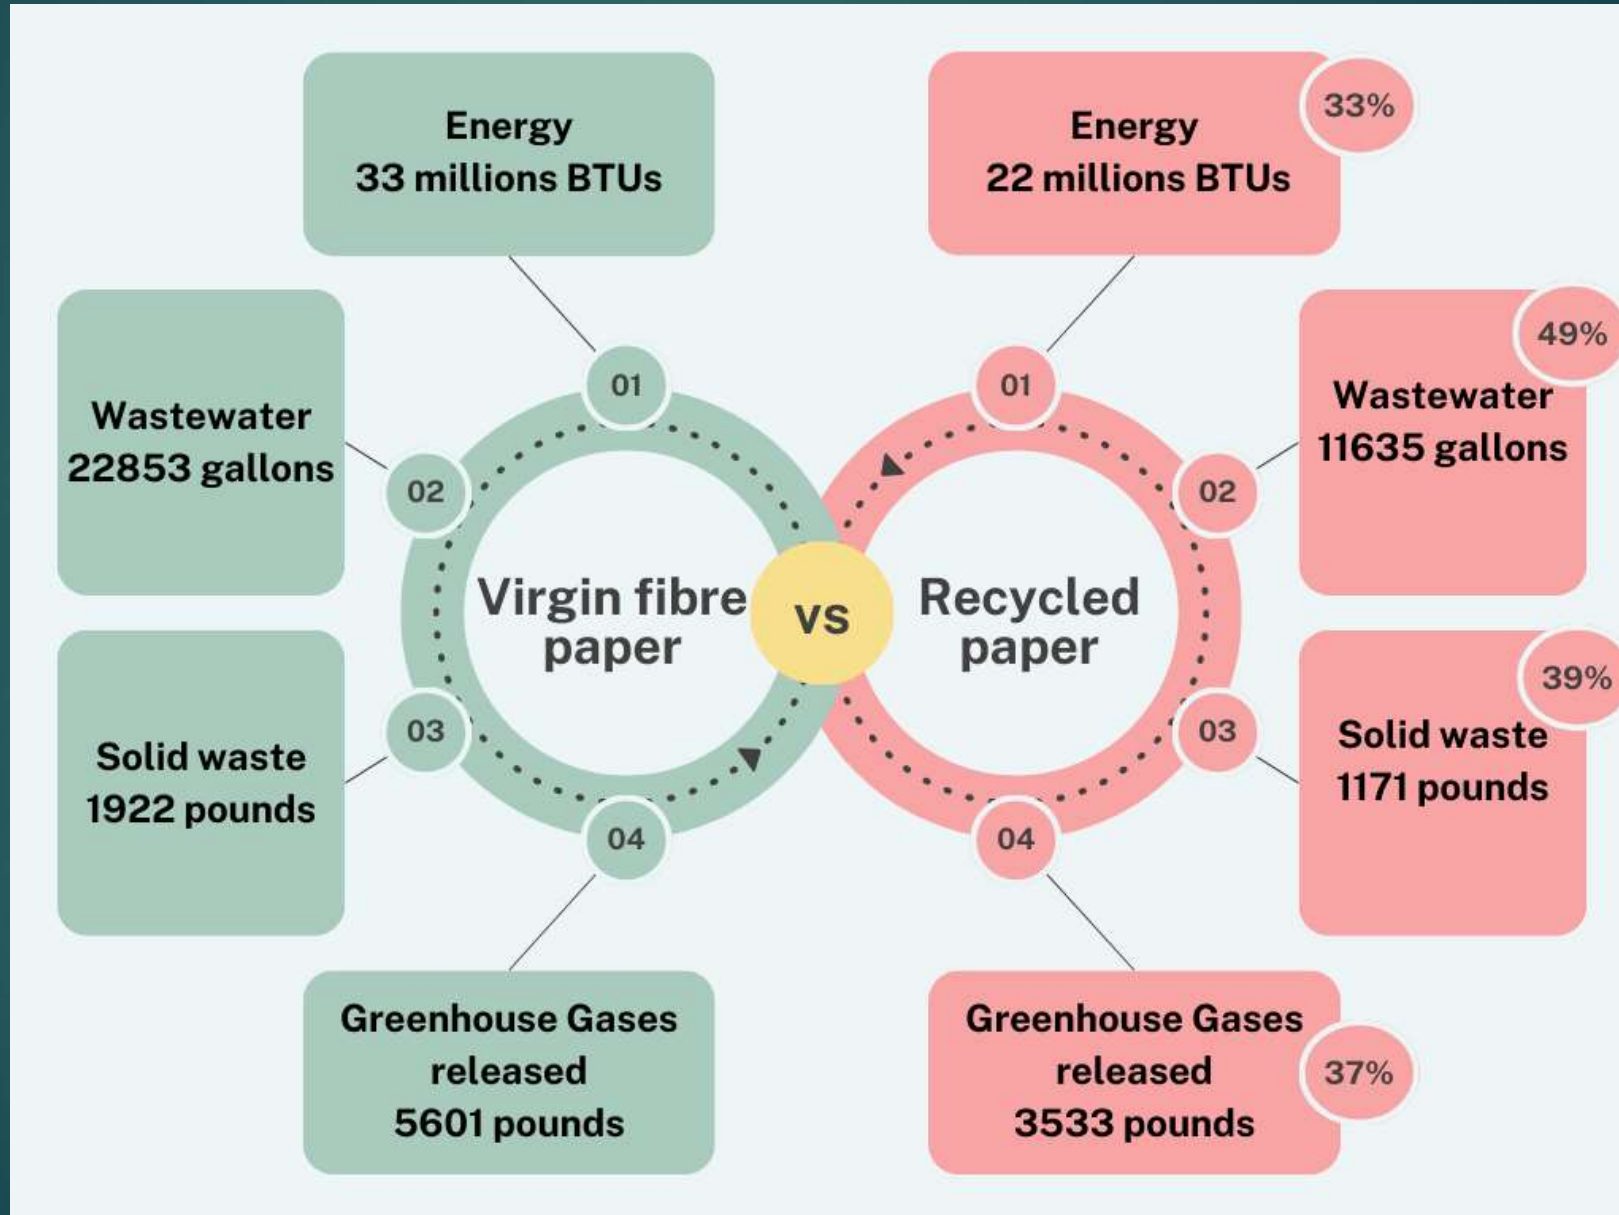 Energy
33 millions BTUs
Energy
22 millions BTUs
33%
Wastewater
22853 gallons
01
02
01
02
Wastewater
11635 gallons
49%
Virgin fibre
paper
vs
Recycled
paper
Solid waste
1922 pounds
03
04
03
04
Solid waste
1171 pounds
39%
Greenhouse Gases
released
5601 pounds
Greenhouse Gases
released
3533 pounds
37%